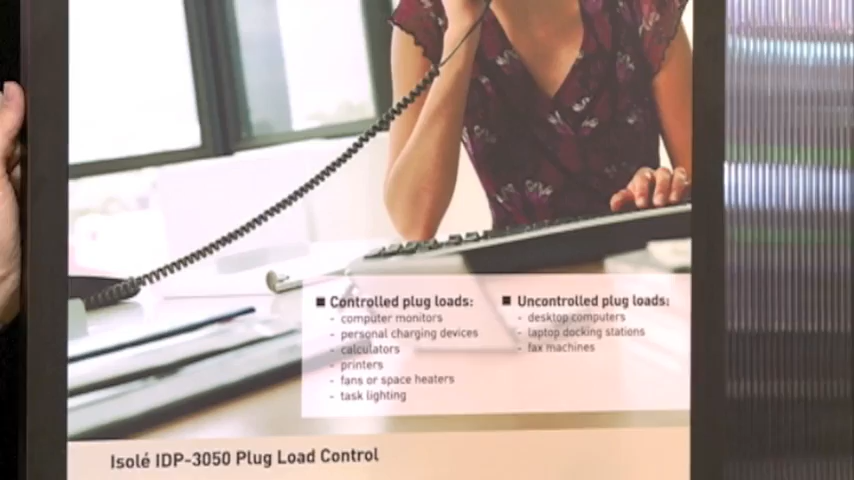 ■ Controlled plug loads:
- computer monitors
- personal charging devices
- calculators
- printers
- fans or space heaters
- task lighting
■ Uncontrolled plug loads:
- desktop computers
- laptop docking stations
- fax machines
Isolé IDP-3050 Plug Load Control